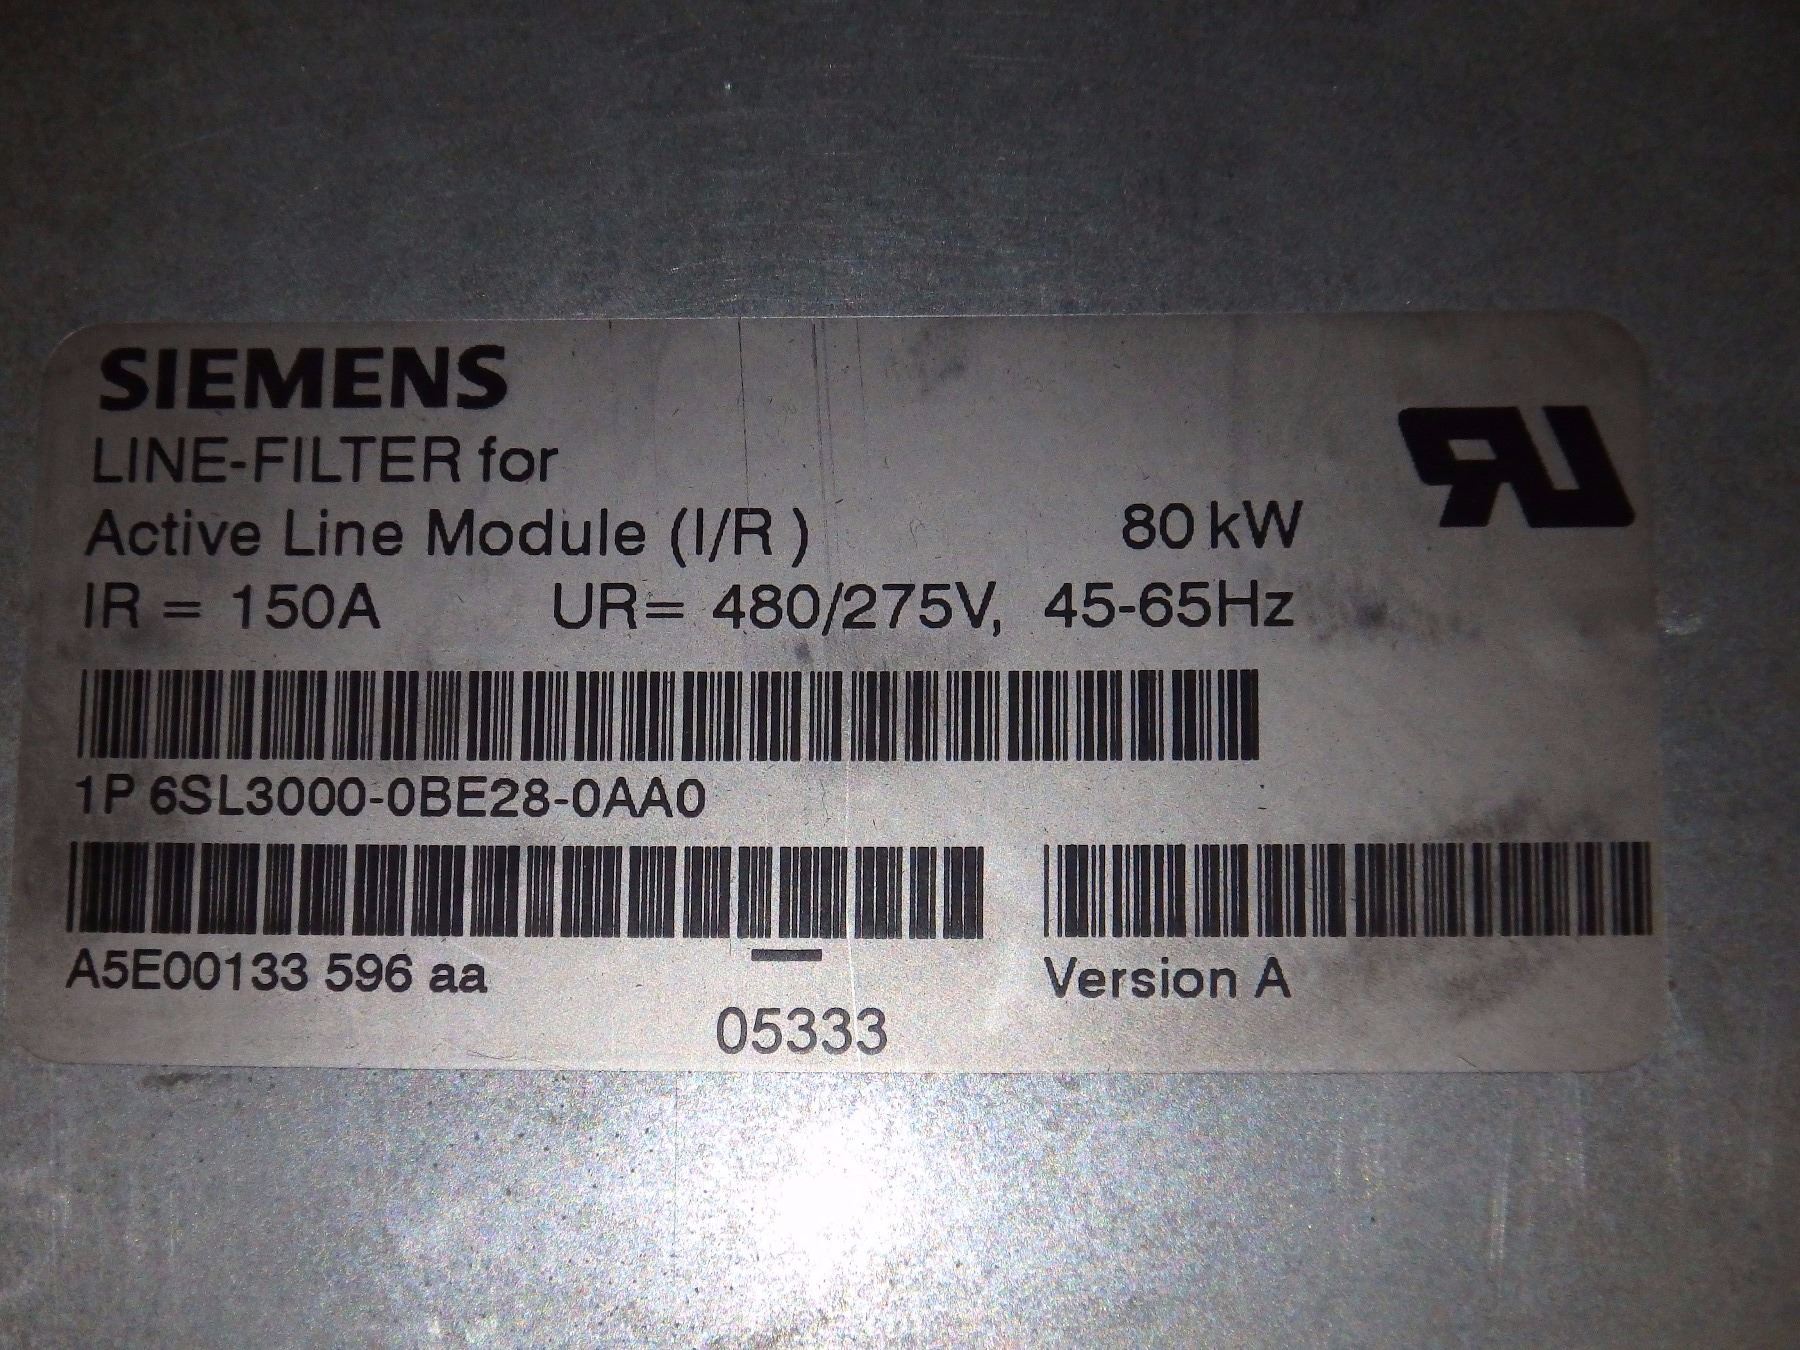 SIEMENS
LINE-FILTER for
Active Line Module (I/R ) 80 kW
IR = 150A UR= 480/275V, 45-65Hz
1P 6SL3000-0BE28-0AA0
A5E00133 596 aa Version A
05333